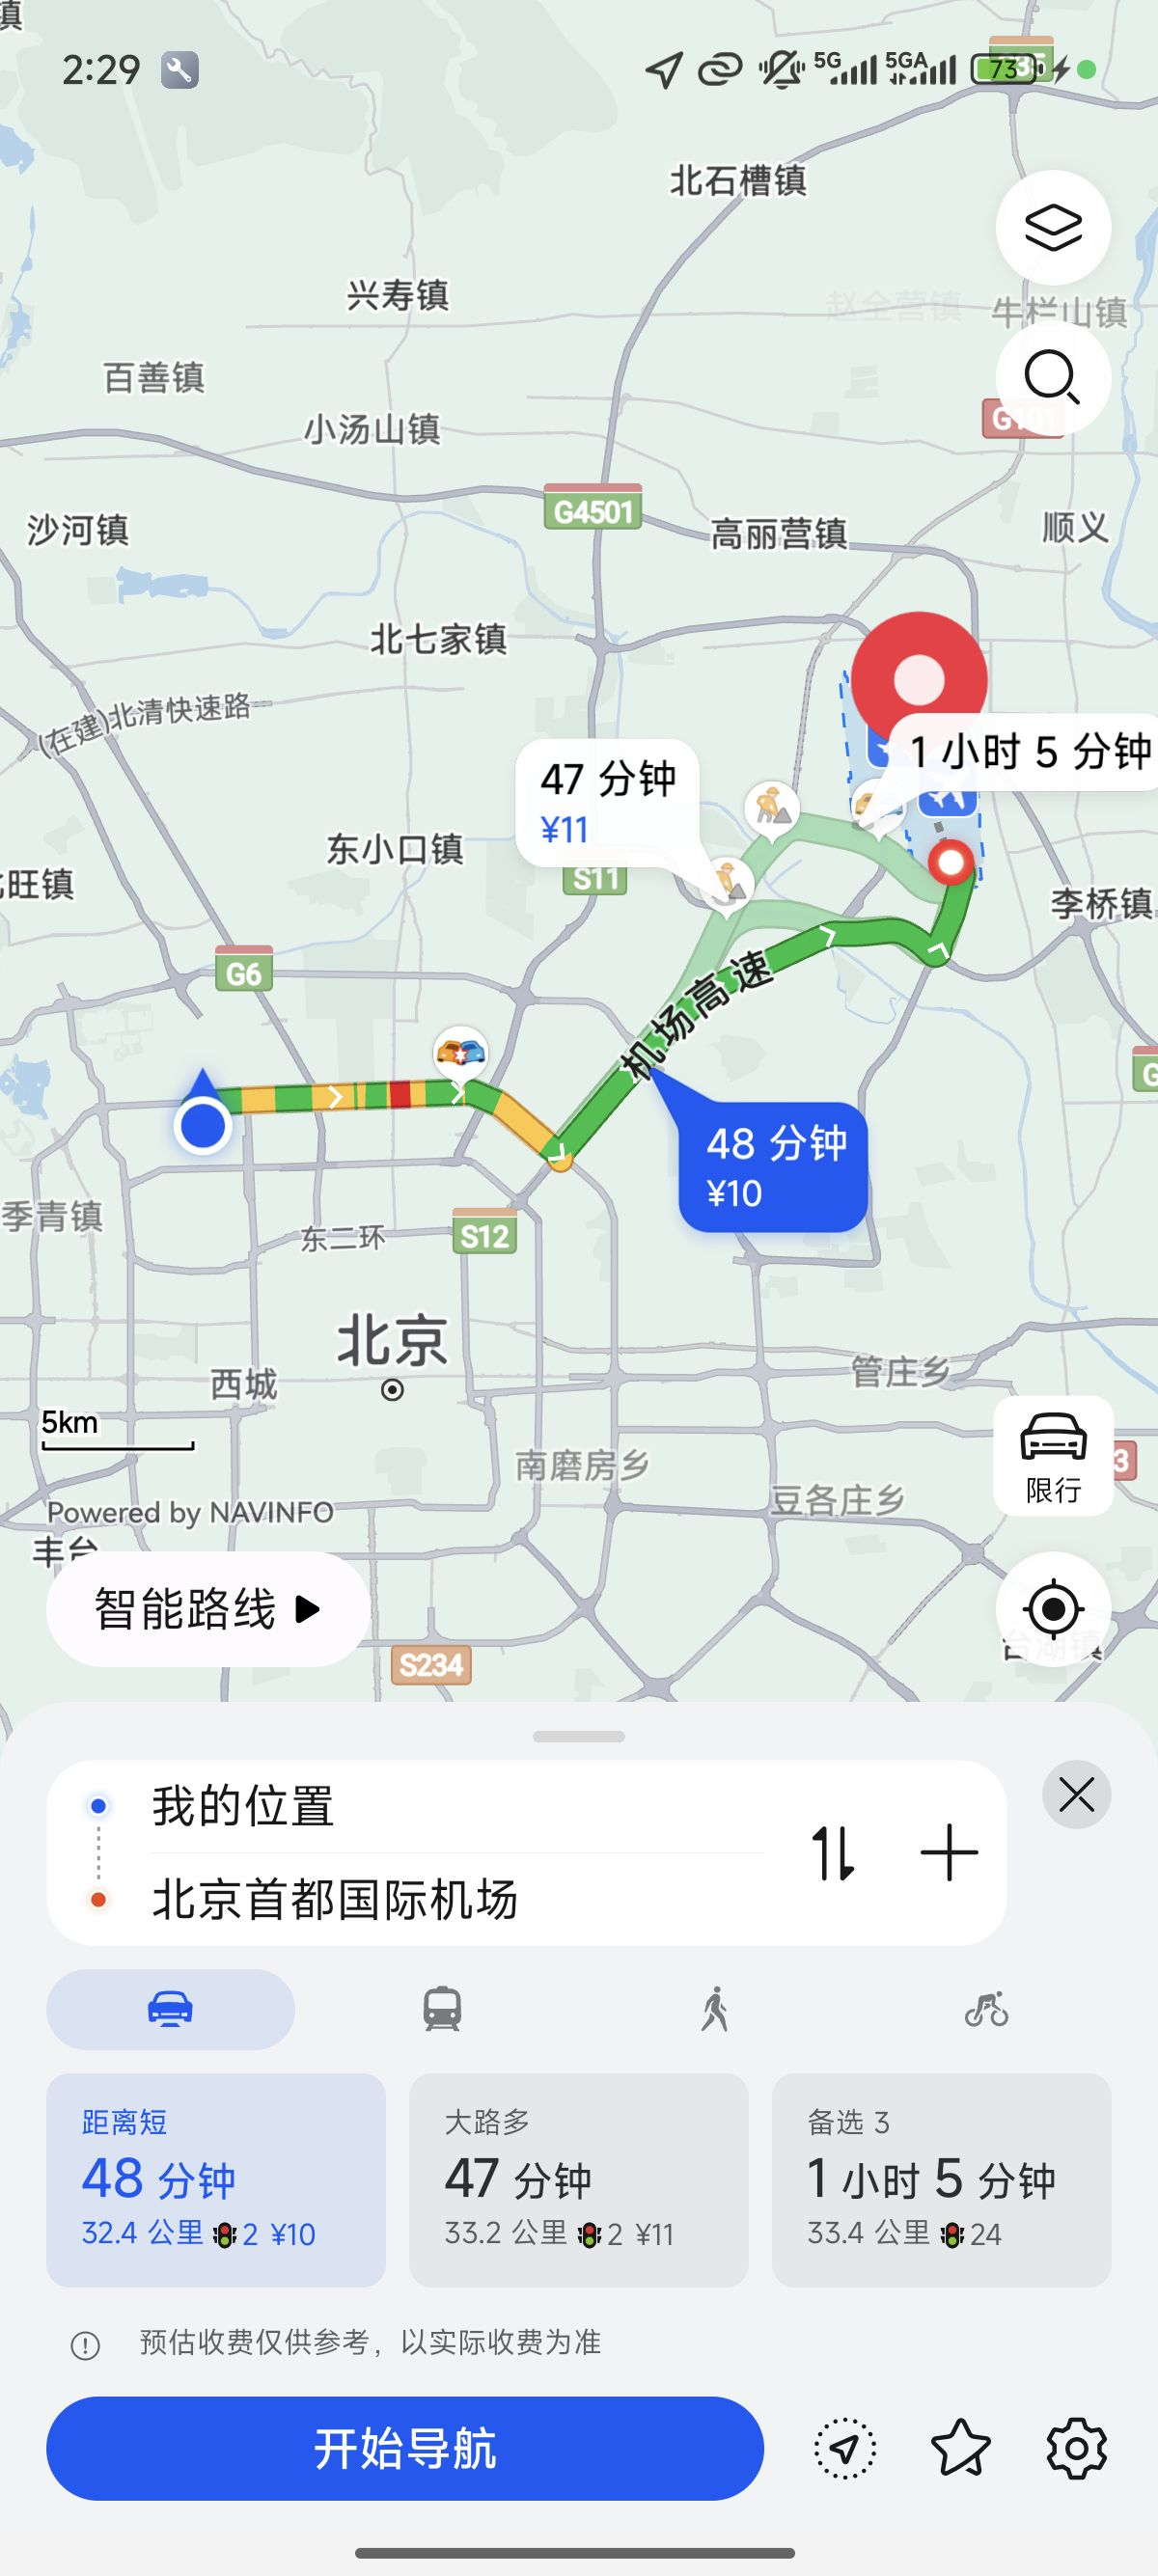 镇
2:29
5G
5GA
73
北石槽镇
兴寿镇
赵全营镇
牛栏山镇
百善镇
小汤山镇
G101
G4501
沙河镇
高丽营镇
顺义
北七家镇
(在建)北清快速路
1 小时 5 分钟
47 分钟
¥11
东小口镇
S11
旺镇
李桥镇
G6
机场高速
48 分钟
¥10
季青镇
东二环
S12
北京
西城
管庄乡
5km
南磨房乡
3
限行
豆各庄乡
Powered by NAVINFO
丰台
智能路线
台湖镇
S234
我的位置
北京首都国际机场
距离短
48 分钟
32.4 公里 2 ¥10
大路多
47 分钟
33.2 公里 2 ¥11
备选 3
1 小时 5 分钟
33.4 公里 24
预估收费仅供参考，以实际收费为准
开始导航